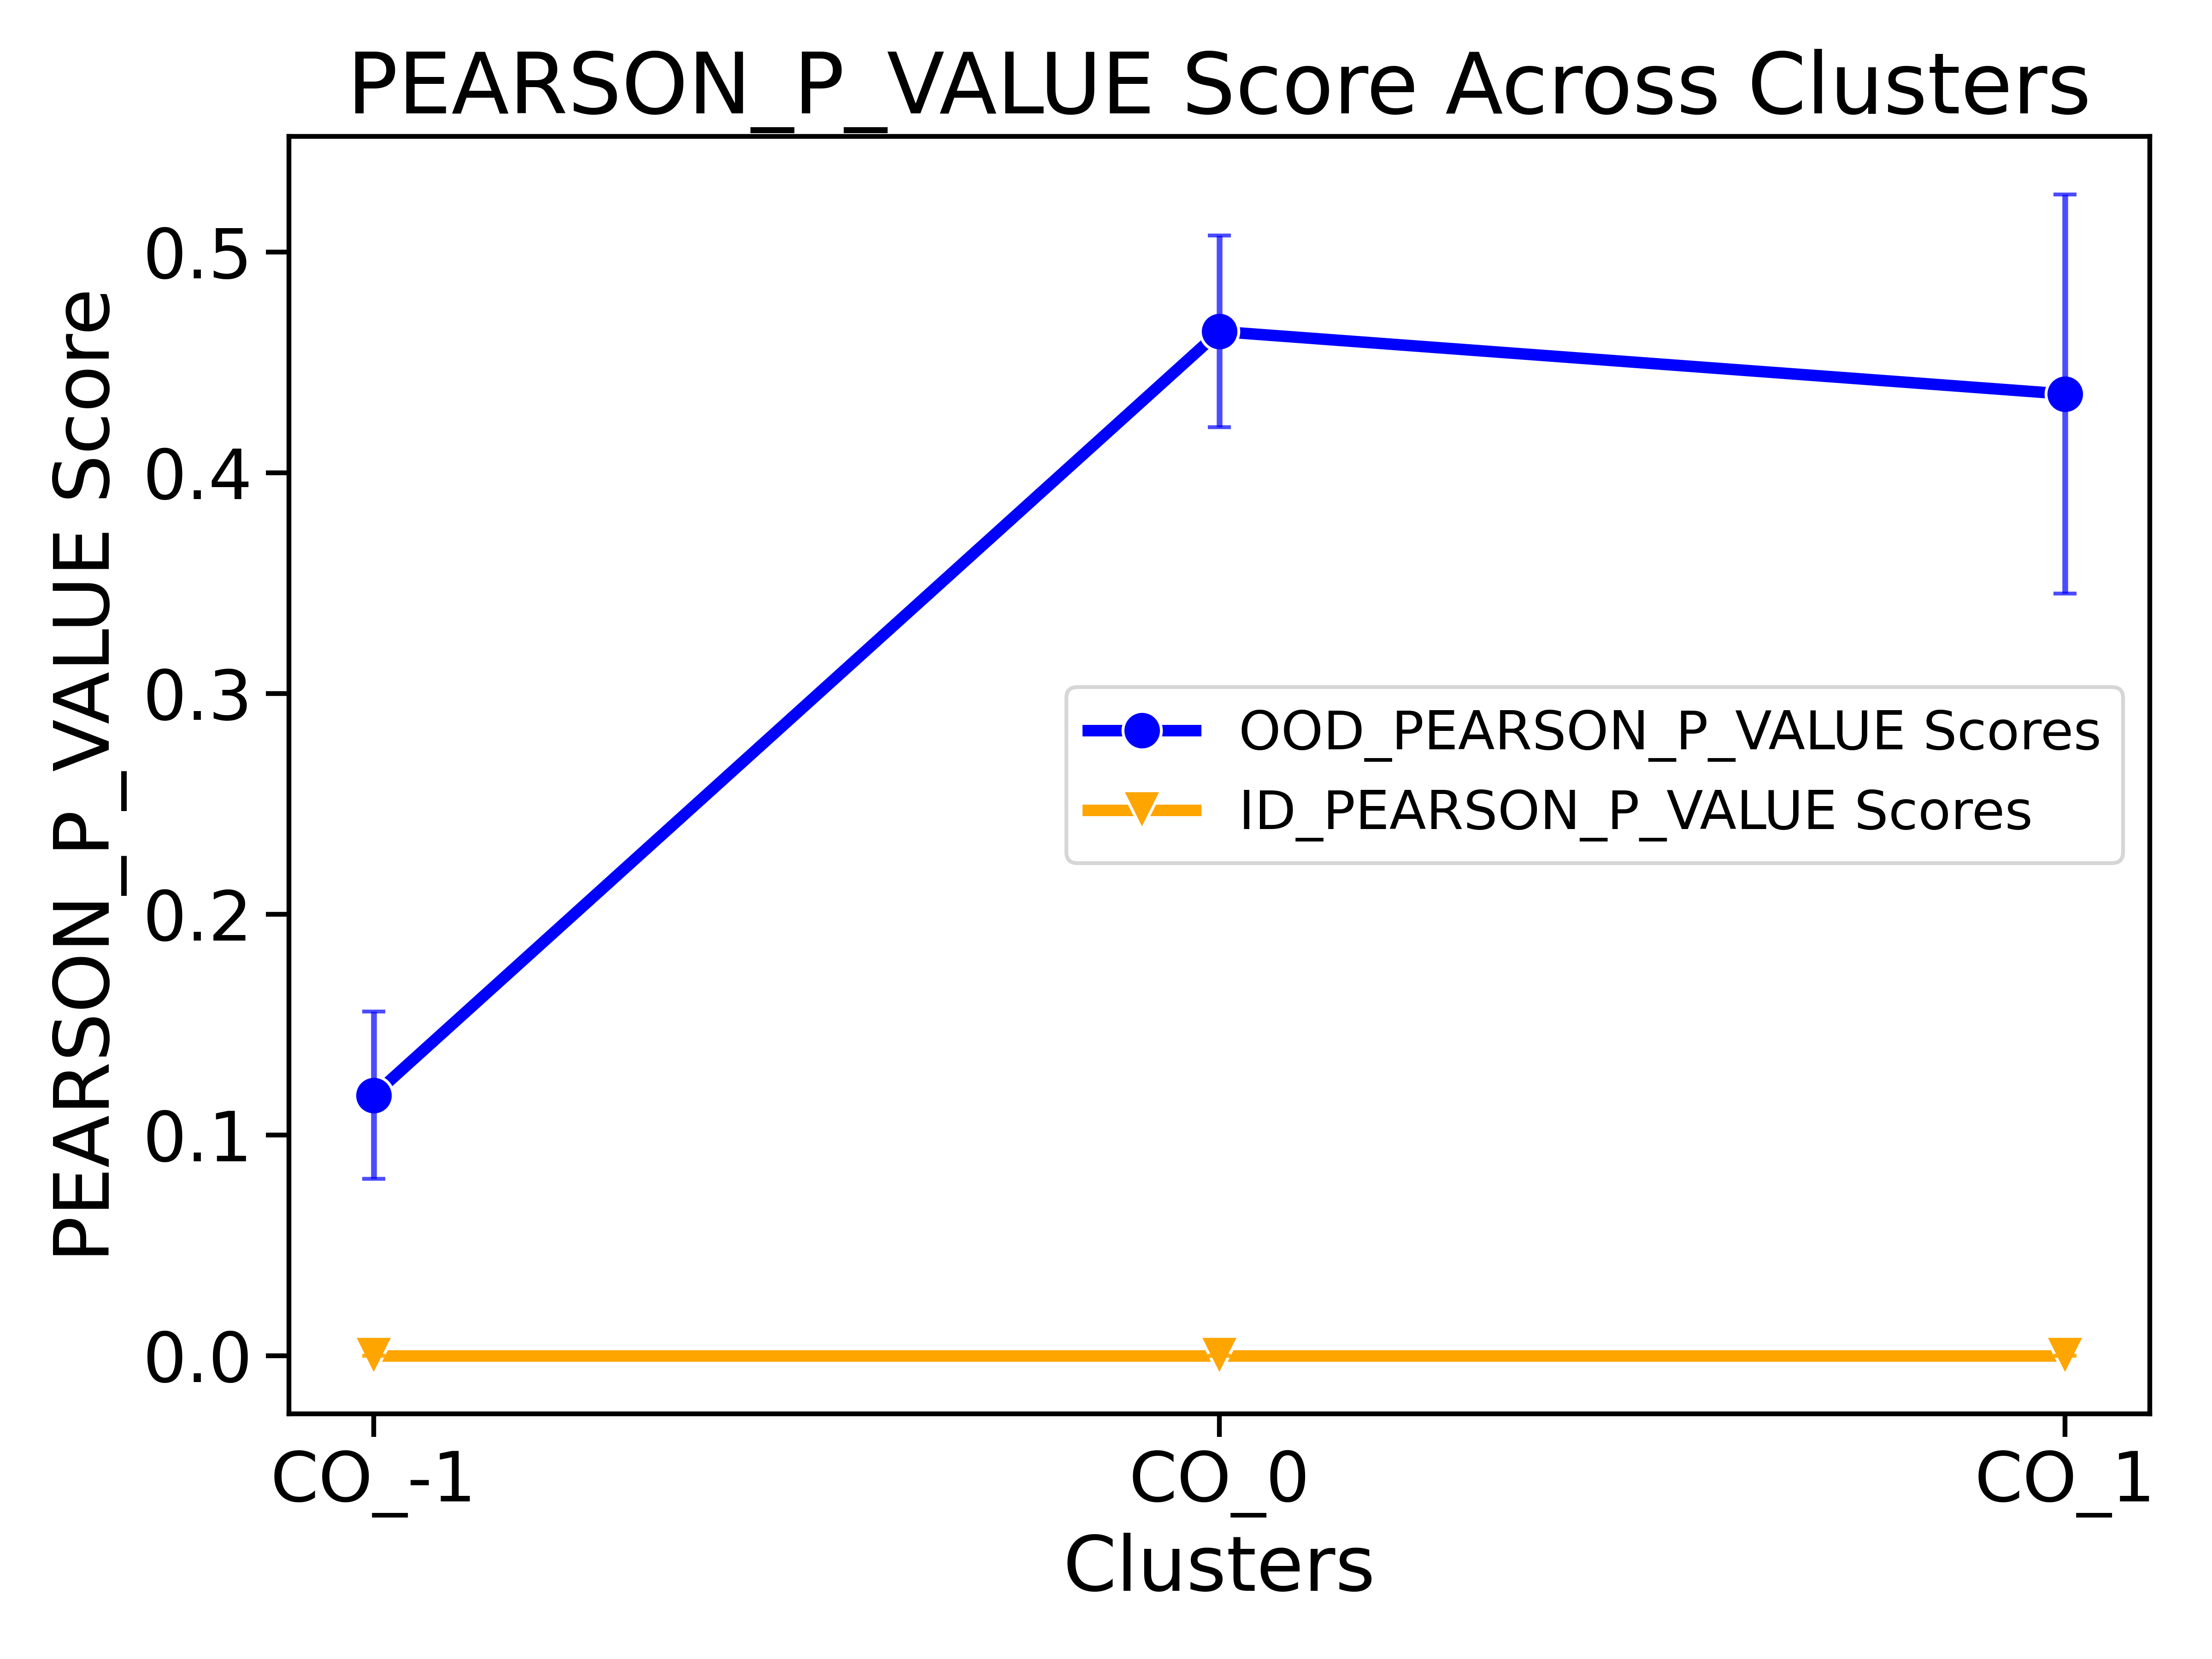 PEARSON_P_VALUE Score Across Clusters
PEARSON_P_VALUE Score
0.5
0.4
0.3
0.2
0.1
0.0
OOD_PEARSON_P_VALUE Scores
ID_PEARSON_P_VALUE Scores
CO_-1 CO_0 CO_1
Clusters